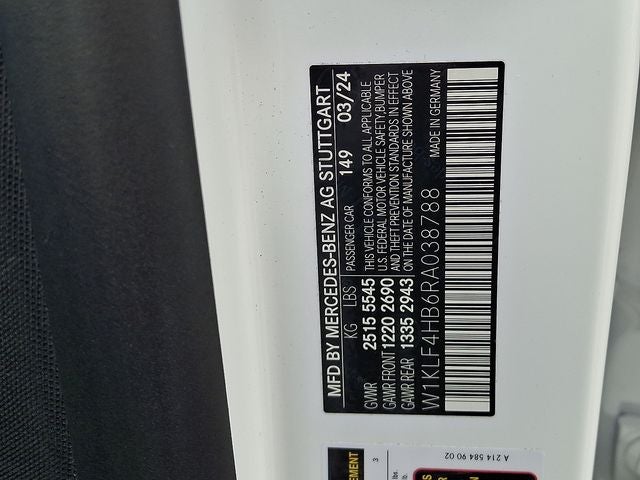 MFD BY MERCEDES-BENZ AG STUTTGART
KG LBS PASSENGER CAR 149 03/24
GVWR 2515 5545 THIS VEHICLE CONFORMS TO ALL APPLICABLE
GAWR FRONT 1220 2690 U.S. FEDERAL MOTOR VEHICLE SAFETY,BUMPER
AND THEFT PREVENTION STANDARDS IN EFFECT
GAWR REAR 1335 2943 ON THE DATE OF MANUFACTURE SHOWN ABOVE
W1KLF4HB6RA038788 MADE IN GERMANY
A 214 584 90 02
3
lbs.